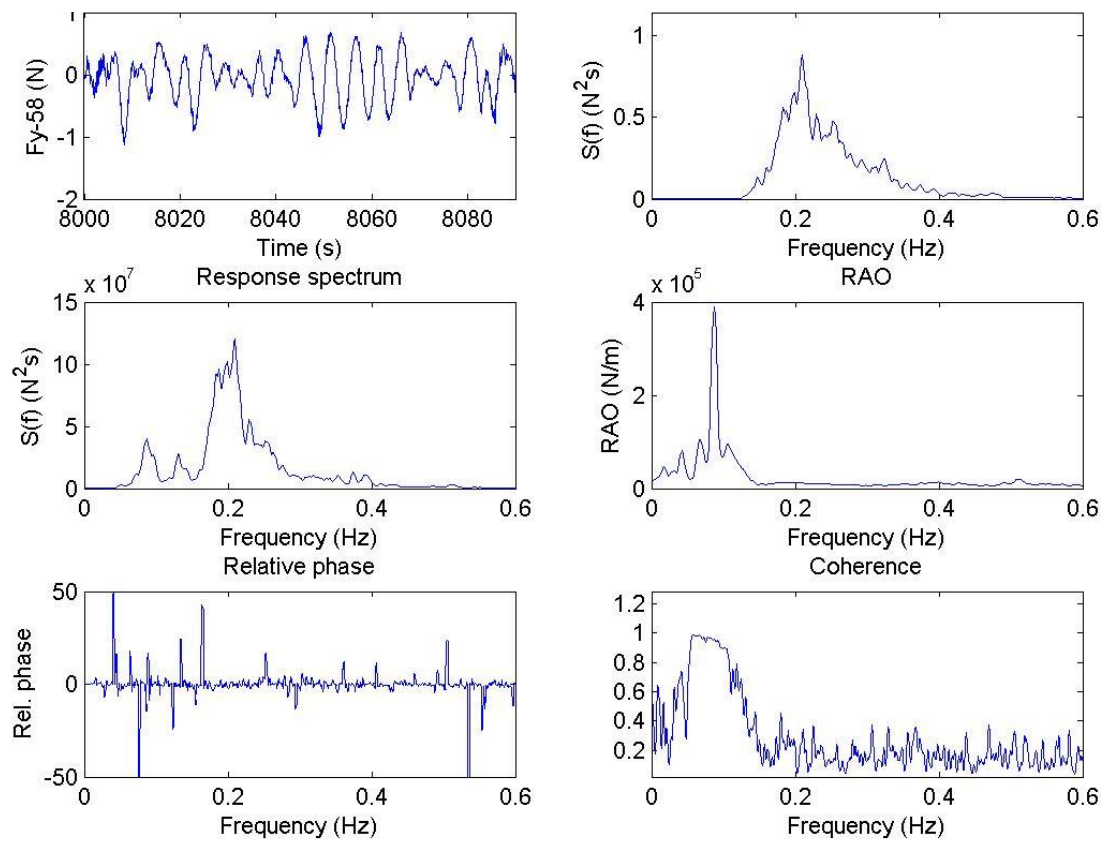 1
0
-1
-2
Fy-58 (N)
8000 8020 8040 8060 8080
Time (s)
1
0.5
0
S(f) (N²s)
0 0.2 0.4 0.6
Frequency (Hz)
Response spectrum
x 10⁷
15
10
5
0
S(f) (N²s)
0 0.2 0.4 0.6
Frequency (Hz)
RAO
x 10⁵
4
2
0
RAO (N/m)
0 0.2 0.4 0.6
Frequency (Hz)
Relative phase
50
0
-50
Rel. phase
0 0.2 0.4 0.6
Frequency (Hz)
Coherence
1.2
1
0.8
0.6
0.4
0.2
0 0.2 0.4 0.6
Frequency (Hz)